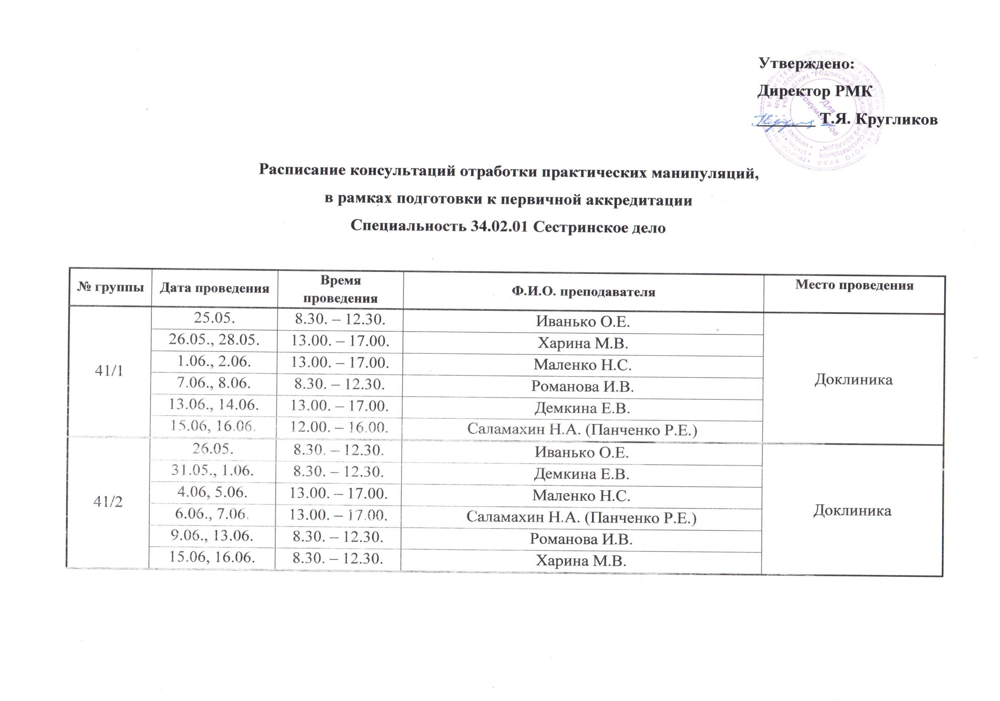 Утверждено:
Директор РМК
Т.Я. Кругликов
"РОДИНСКИЙ
КОЛЛЕДЖ"
КРАЯ
Для
документов
Расписание консультаций отработки практических манипуляций,
в рамках подготовки к первичной аккредитации
Специальность 34.02.01 Сестринское дело
№ группы Дата проведения Время проведения Ф.И.О. преподавателя Место проведения
41/1
25.05. 8.30. – 12.30. Иванько О.Е.
26.05., 28.05. 13.00. – 17.00. Харина М.В.
1.06., 2.06. 13.00. – 17.00. Маленко Н.С.
7.06., 8.06. 8.30. – 12.30. Романова И.В.
13.06., 14.06. 13.00. – 17.00. Демкина Е.В.
15.06, 16.06. 12.00. – 16.00. Саламахин Н.А. (Панченко Р.Е.)
Доклиника
41/2
26.05. 8.30. – 12.30. Иванько О.Е.
31.05., 1.06. 8.30. – 12.30. Демкина Е.В.
4.06, 5.06. 13.00. – 17.00. Маленко Н.С.
6.06., 7.06. 13.00. – 17.00. Саламахин Н.А. (Панченко Р.Е.)
9.06., 13.06. 8.30. – 12.30. Романова И.В.
15.06, 16.06. 8.30. – 12.30. Харина М.В.
Доклиника